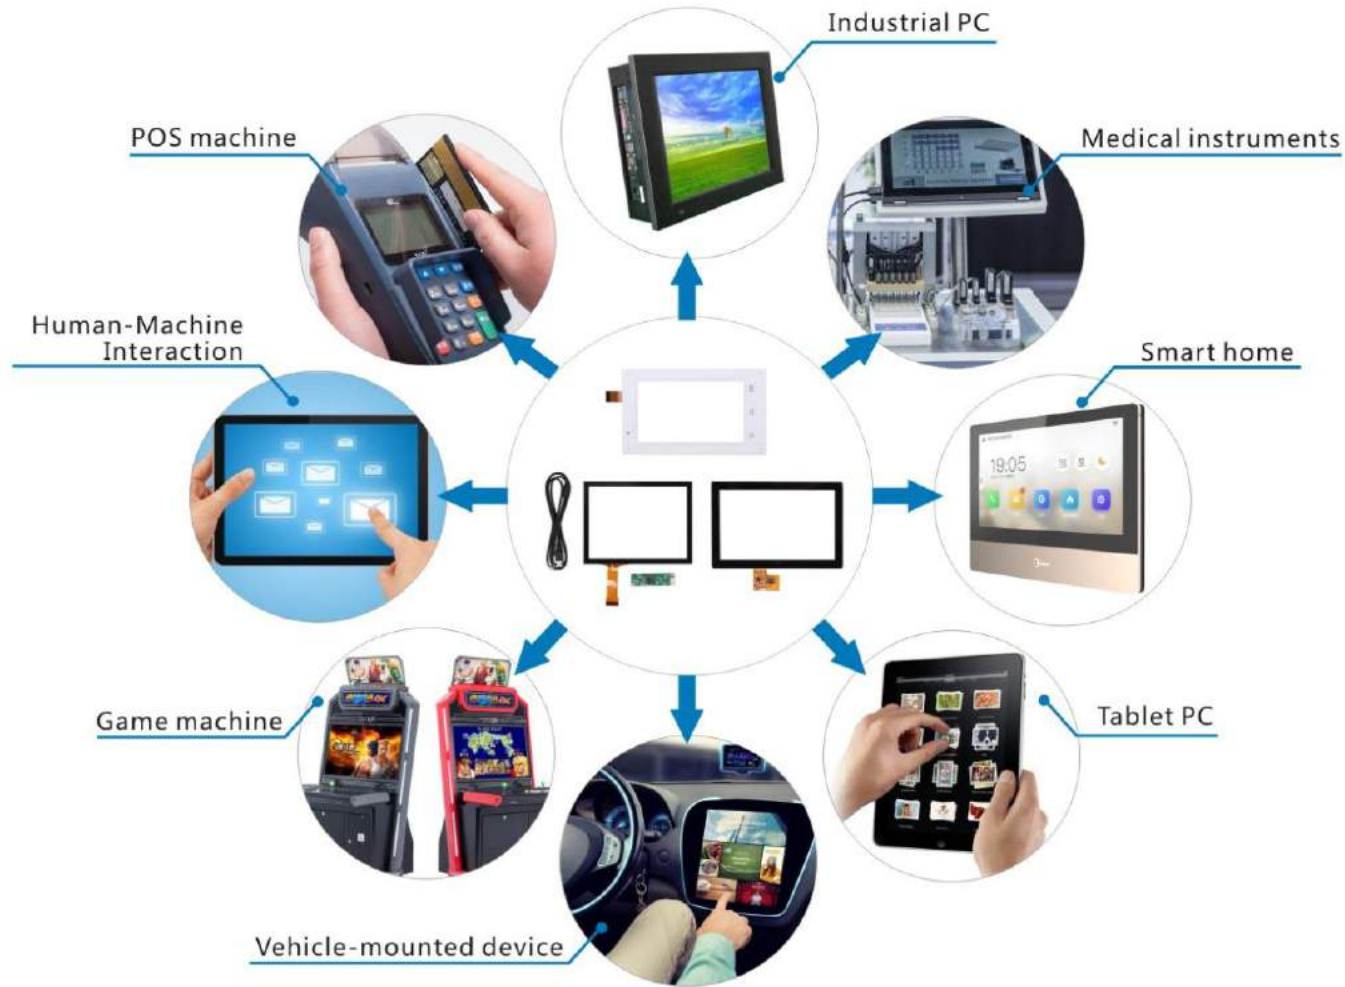 Industrial PC
POS machine
Medical instruments
Human-Machine
Interaction
Smart home
19:05
Game machine
Tablet PC
Vehicle-mounted device